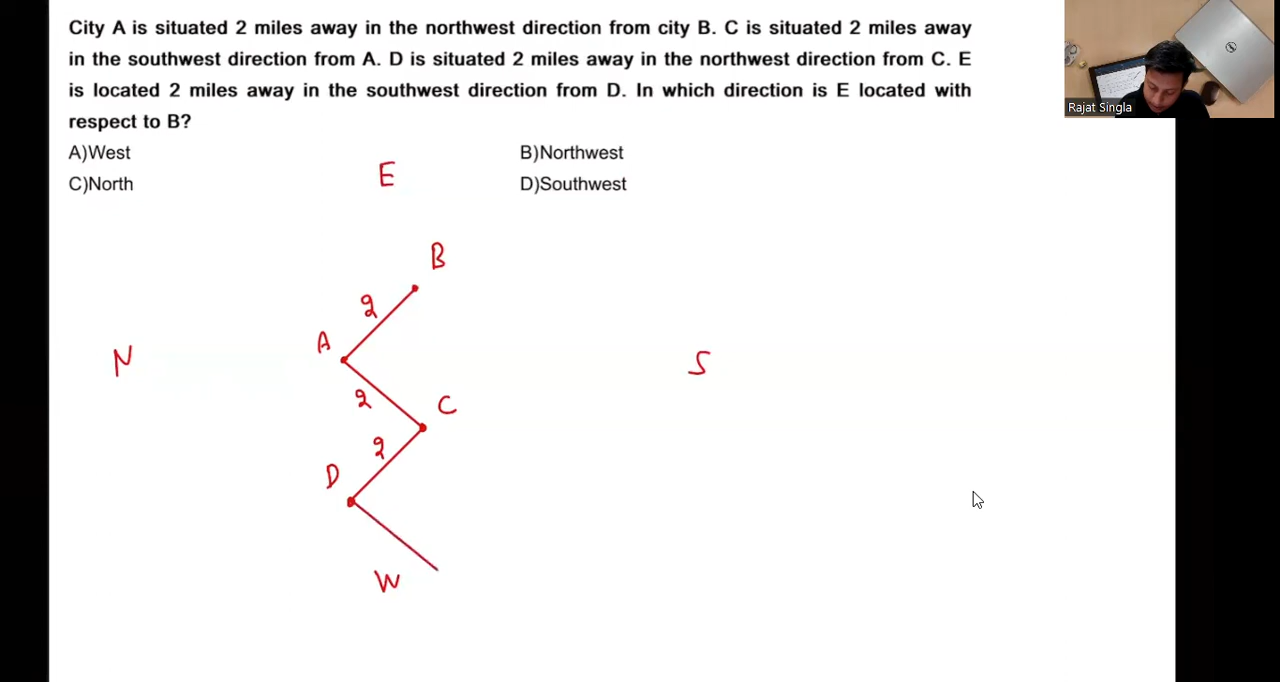 City A is situated 2 miles away in the northwest direction from city B. C is situated 2 miles away
in the southwest direction from A. D is situated 2 miles away in the northwest direction from C. E
is located 2 miles away in the southwest direction from D. In which direction is E located with
respect to B?
A)West
B)Northwest
C)North
D)Southwest
Rajat Singla
E
B
2
A
N
S
2
C
2
D
W